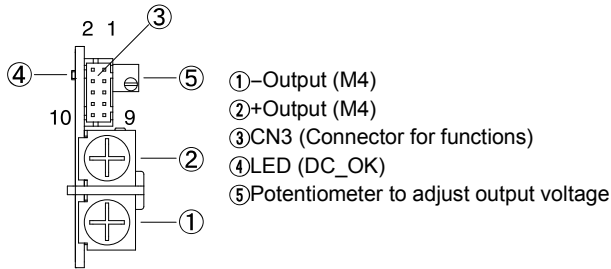 2 1
③
④
⑤
10
9
②
①
①−Output (M4)
②+Output (M4)
③CN3 (Connector for functions)
④LED (DC_OK)
⑤Potentiometer to adjust output voltage